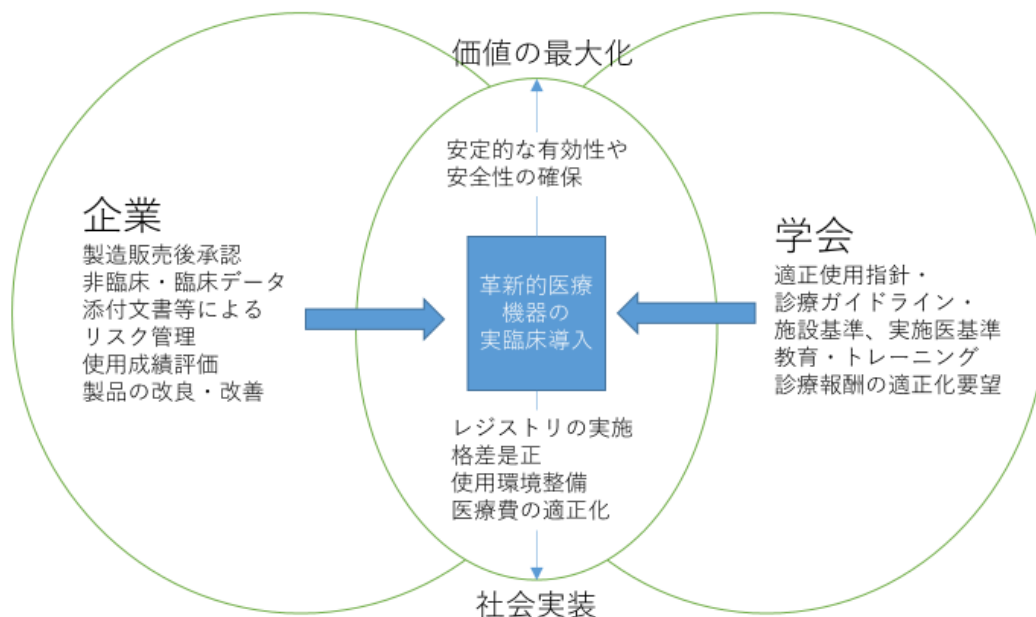 価値の最大化
安定的な有効性や
安全性の確保
企業
製造販売後承認
非臨床・臨床データ
添付文書等による
リスク管理
使用成績評価
製品の改良・改善
革新的医療
機器の
実臨床導入
学会
適正使用指針・
診療ガイドライン・
施設基準、実施医基準
教育・トレーニング
診療報酬の適正化要望
レジストリの実施
格差是正
使用環境整備
医療費の適正化
社会実装